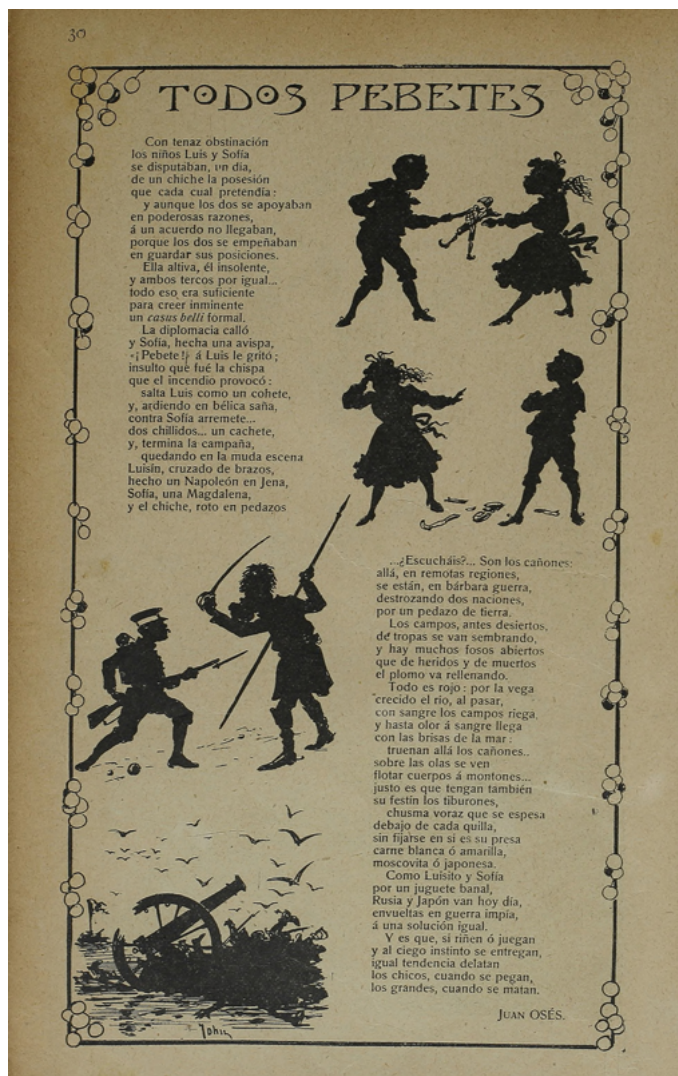 30
TODOS PEBETES
Con tenaz obstinación
los niños Luis y Sofía
se disputaban, un día,
de un chiche la posesión
que cada cual pretendía:
y aunque los dos se apoyaban
en poderosas razones,
á un acuerdo no llegaban,
porque los dos se empeñaban
en guardar sus posiciones.
Ella altiva, él insolente,
y ambos tercos por igual...
todo eso era suficiente
para creer inminente
un casus belli formal.
La diplomacia calló
y Sofía, hecha una avispa,
«¡Pebete!» á Luis le gritó;
insulto que fué la chispa
que el incendio provocó:
salta Luis como un cohete,
y, ardiendo en bélica saña,
contra Sofía arremete...
dos chillidos... un cachete,
y, termina la campaña,
quedando en la muda escena
Luisín, cruzado de brazos,
hecho un Napoleón en Jena,
Sofía, una Magdalena,
y el chiche, roto en pedazos
...¿Escucháis?... Son los cañones:
allá, en remotas regiones,
se están, en bárbara guerra,
destrozando dos naciones,
por un pedazo de tierra.
Los campos, antes desiertos,
de tropas se van sembrando,
y hay muchos fosos abiertos
que de heridos y de muertos
el plomo va rellenando.
Todo es rojo: por la vega
crecido el río, al pasar,
con sangre los campos riega,
y hasta olor á sangre llega
con las brisas de la mar:
truenan allá los cañones..
sobre las olas se ven
flotar cuerpos á montones...
justo es que tengan también
su festín los tiburones,
chusma voraz que se espesa
debajo de cada quilla,
sin fijarse en si es su presa
carne blanca ó amarilla,
moscovita ó japonesa.
Como Luisito y Sofía
por un juguete banal,
Rusia y Japón van hoy día,
envueltas en guerra impía,
á una solución igual.
Y es que, si riñen ó juegan
y al ciego instinto se entregan,
igual tendencia delatan
los chicos, cuando se pegan,
los grandes, cuando se matan.
JUAN OSÉS.